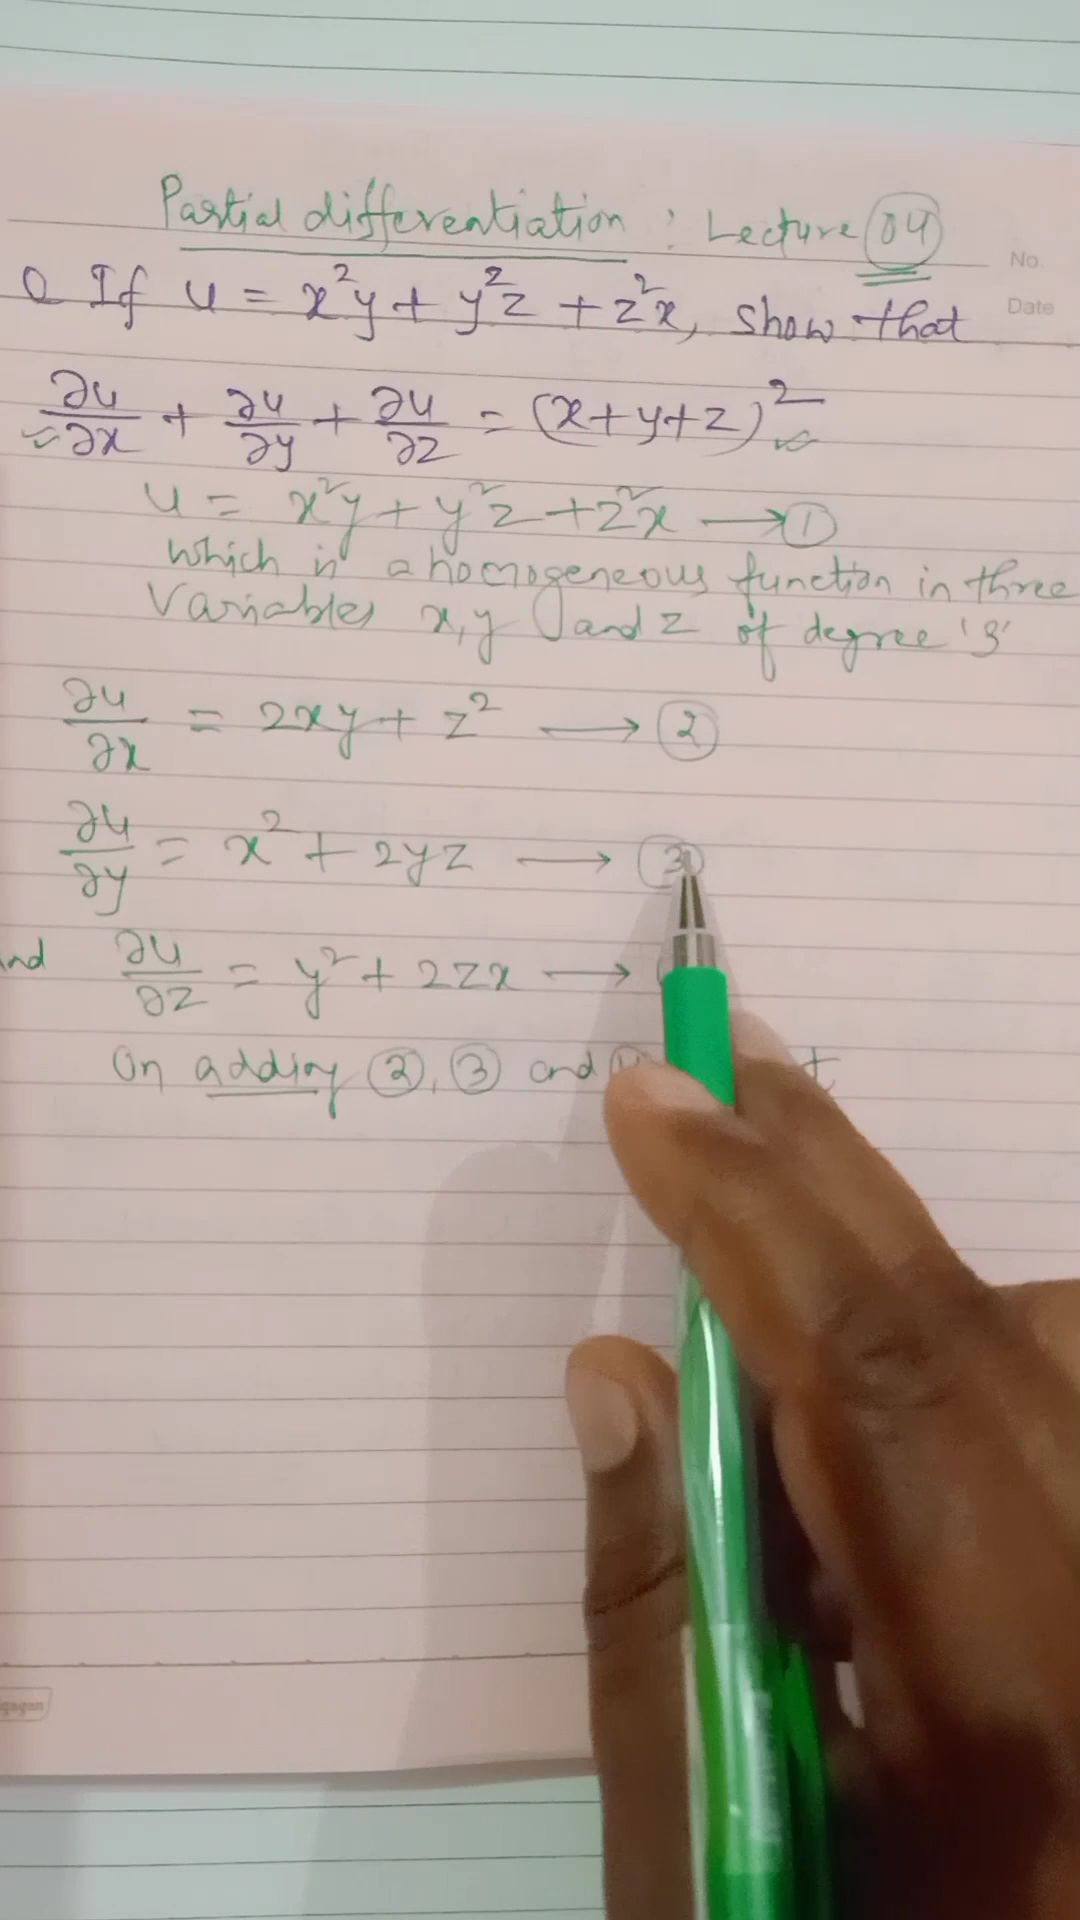 Partial differentiation : Lecture 04
No.
Q If u = x²y + y²z + z²x, show that
Date
∂u/∂x + ∂u/∂y + ∂u/∂z = (x+y+z)²
u = x²y + y²z + z²x → ①
which is a homogeneous function in three
Variables x, y and z of degree '3'
∂u/∂x = 2xy + z² → ②
∂u/∂y = x² + 2yz → ③
and ∂u/∂z = y² + 2zx →
On adding ②, ③ and ④
gagan